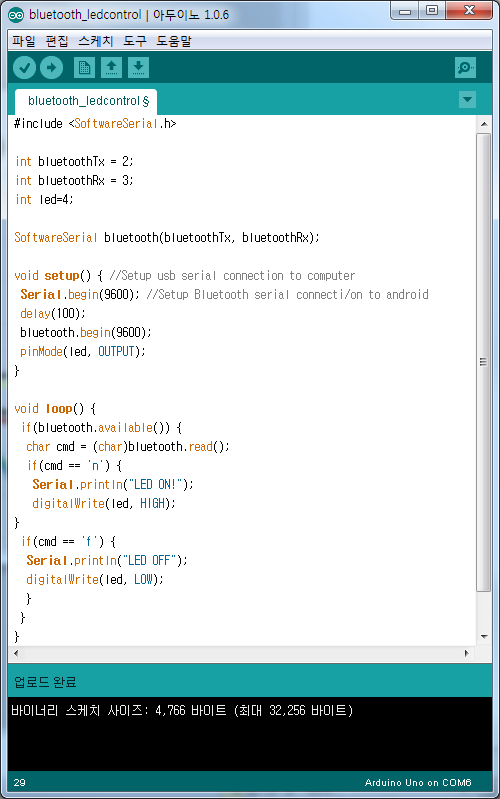 bluetooth_ledcontrol | 아두이노 1.0.6
파일 편집 스케치 도구 도움말
bluetooth_ledcontrol §
#include <SoftwareSerial.h>
int bluetoothTx = 2;
int bluetoothRx = 3;
int led=4;
SoftwareSerial bluetooth(bluetoothTx, bluetoothRx);
void setup() { //Setup usb serial connection to computer
Serial.begin(9600); //Setup Bluetooth serial connecti/on to android
delay(100);
bluetooth.begin(9600);
pinMode(led, OUTPUT);
}
void loop() {
if(bluetooth.available()) {
char cmd = (char)bluetooth.read();
if(cmd == 'n') {
Serial.println("LED ON!");
digitalWrite(led, HIGH);
}
if(cmd == 'f') {
Serial.println("LED OFF");
digitalWrite(led, LOW);
}
}
}
업로드 완료
바이너리 스케치 사이즈: 4,766 바이트 (최대 32,256 바이트)
29 Arduino Uno on COM6